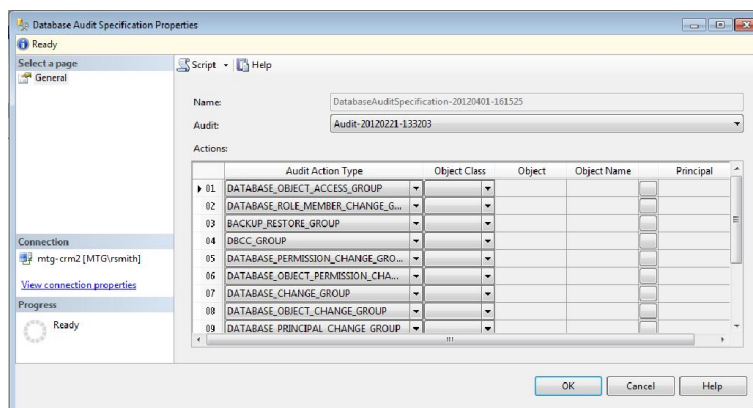 Database Audit Specification Properties
Ready
Select a page
General
Script Help
Name: DatabaseAuditSpecification-20120401-161525
Audit: Audit-20120221-133203
Actions:
Audit Action Type Object Class Object Object Name Principal
01 DATABASE_OBJECT_ACCESS_GROUP
02 DATABASE_ROLE_MEMBER_CHANGE_G...
03 BACKUP_RESTORE_GROUP
04 DBCC_GROUP
05 DATABASE_PERMISSION_CHANGE_GRO...
06 DATABASE_OBJECT_PERMISSION_CHA...
07 DATABASE_CHANGE_GROUP
08 DATABASE_OBJECT_CHANGE_GROUP
09 DATABASE_PRINCIPAL_CHANGE_GROUP
Connection
mtg-crm2 [MTG\rsmith]
View connection properties
Progress
Ready
OK Cancel Help